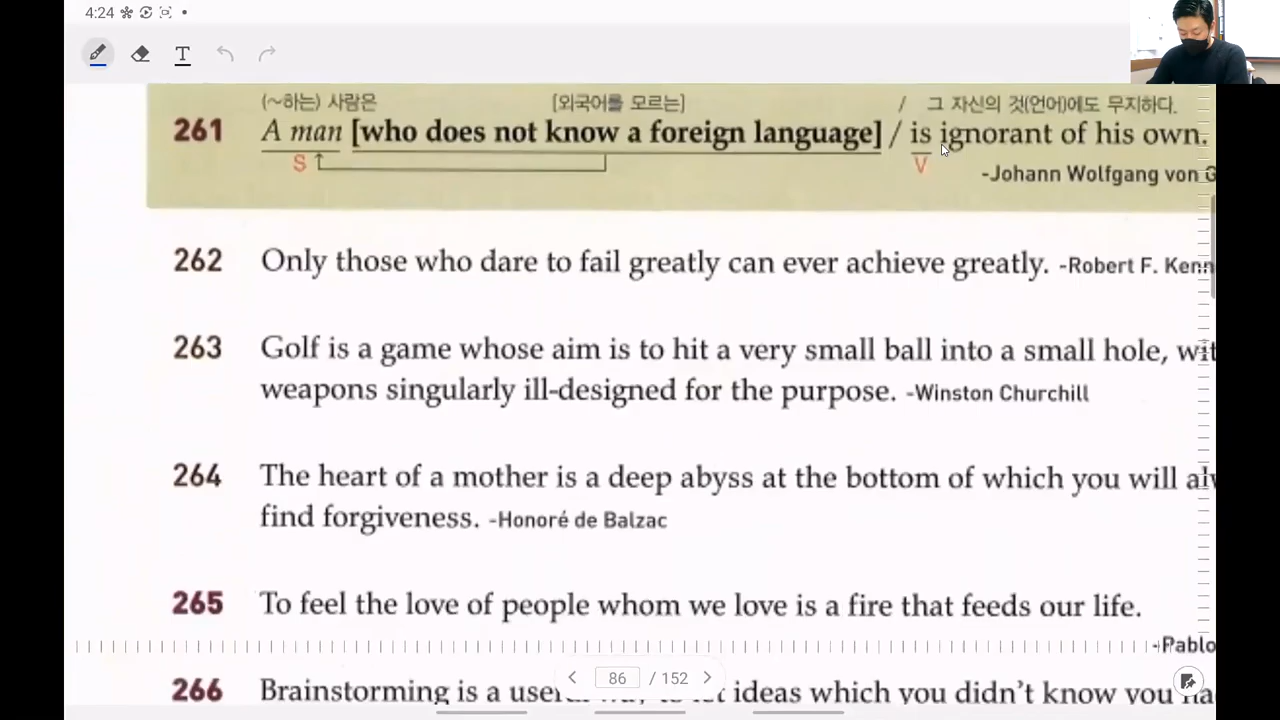 4:24
T
(~하는) 사람은 [외국어를 모르는] / 그 자신의 것(언어)에도 무지하다.
261 A man [who does not know a foreign language] / is ignorant of his own.
S V
-Johann Wolfgang von
262 Only those who dare to fail greatly can ever achieve greatly. -Robert F. Kenn
263 Golf is a game whose aim is to hit a very small ball into a small hole, wit
weapons singularly ill-designed for the purpose. -Winston Churchill
264 The heart of a mother is a deep abyss at the bottom of which you will
find forgiveness. -Honoré de Balzac
265 To feel the love of people whom we love is a fire that feeds our life.
-Pablo
266 Brainstorming is a ideas which you didn't know you ha
86 / 152